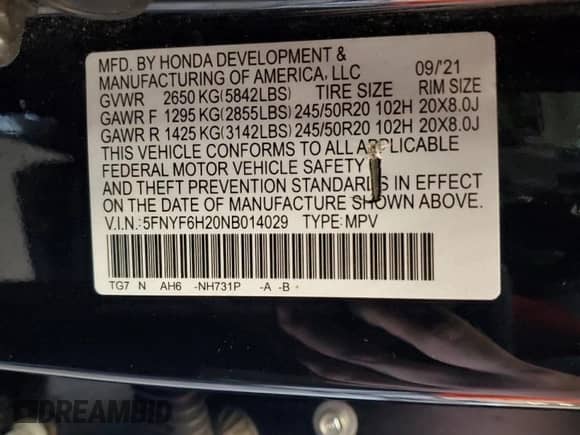 MFD. BY HONDA DEVELOPMENT &
MANUFACTURING OF AMERICA, LLC 09/'21
GVWR 2650 KG(5842LBS) TIRE SIZE RIM SIZE
GAWR F 1295 KG(2855LBS) 245/50R20 102H 20X8.0J
GAWR R 1425 KG(3142LBS) 245/50R20 102H 20X8.0J
THIS VEHICLE CONFORMS TO ALL APPLICABLE
FEDERAL MOTOR VEHICLE SAFETY
AND THEFT PREVENTION STANDARDS IN EFFECT
ON THE DATE OF MANUFACTURE SHOWN ABOVE.
V.I.N.:5FNYF6H20NB014029 TYPE:MPV
TG7 N AH6 -NH731P -A -B
DREAMBID